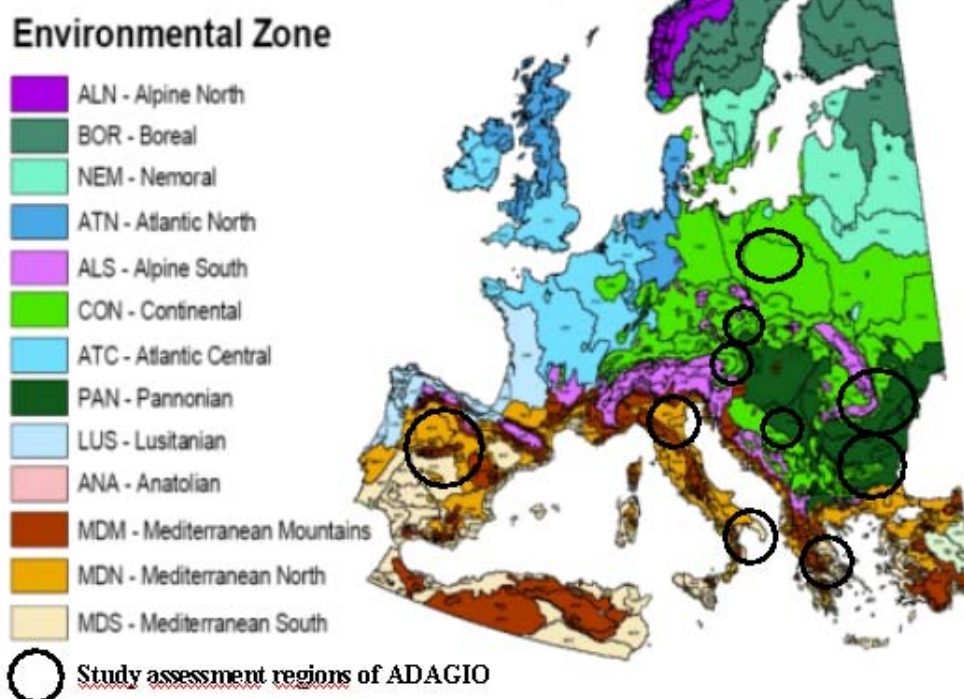 Environmental Zone
ALN - Alpine North
BOR - Boreal
NEM - Nemoral
ATN - Atlantic North
ALS - Alpine South
CON - Continental
ATC - Atlantic Central
PAN - Pannonian
LUS - Lusitanian
ANA - Anatolian
MDM - Mediterranean Mountains
MDN - Mediterranean North
MDS - Mediterranean South
Study assessment regions of ADAGIO